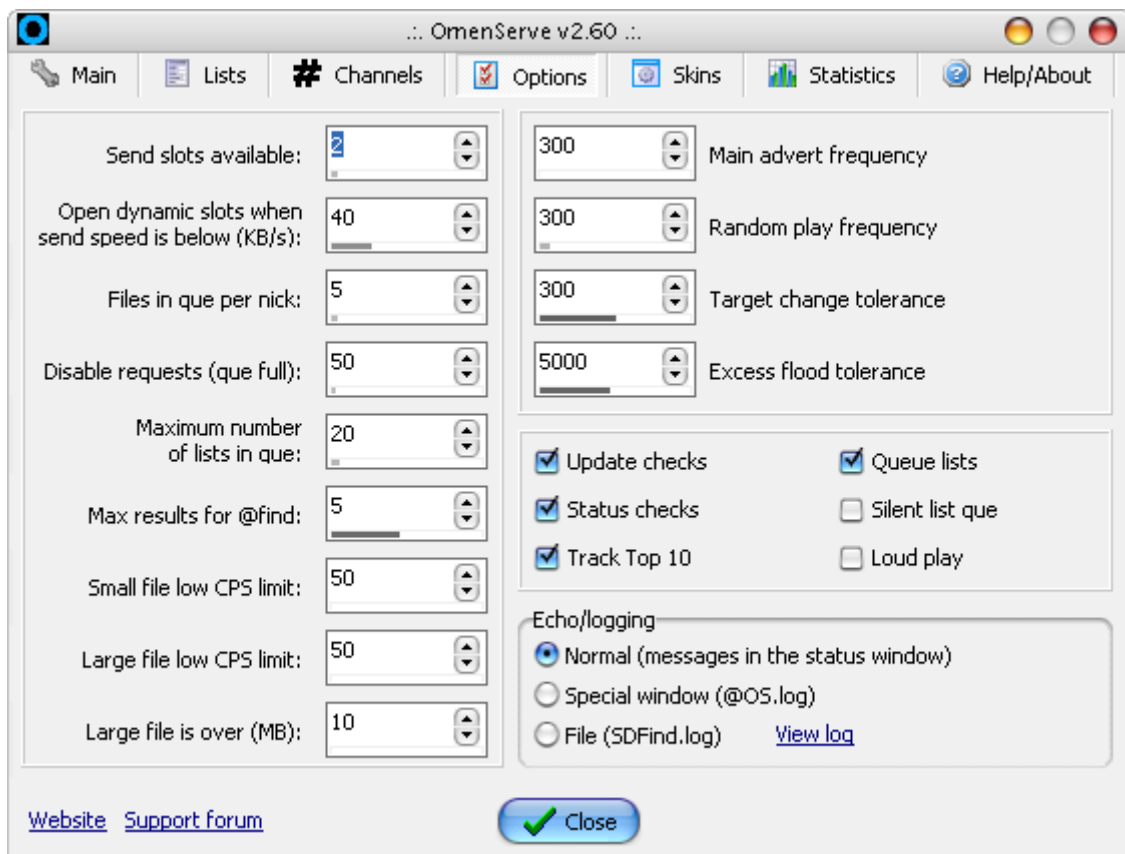 .:. OmenServe v2.60 .:.
Main
Lists
Channels
Options
Skins
Statistics
Help/About
Send slots available:
2
Open dynamic slots when
send speed is below (KB/s):
40
Files in que per nick:
5
Disable requests (que full):
50
Maximum number
of lists in que:
20
Max results for @find:
5
Small file low CPS limit:
50
Large file low CPS limit:
50
Large file is over (MB):
10
300
Main advert frequency
300
Random play frequency
300
Target change tolerance
5000
Excess flood tolerance
Update checks
Queue lists
Status checks
Silent list que
Track Top 10
Loud play
Echo/logging
Normal (messages in the status window)
Special window (@OS.log)
File (SDFind.log)
View log
Website
Support forum
Close